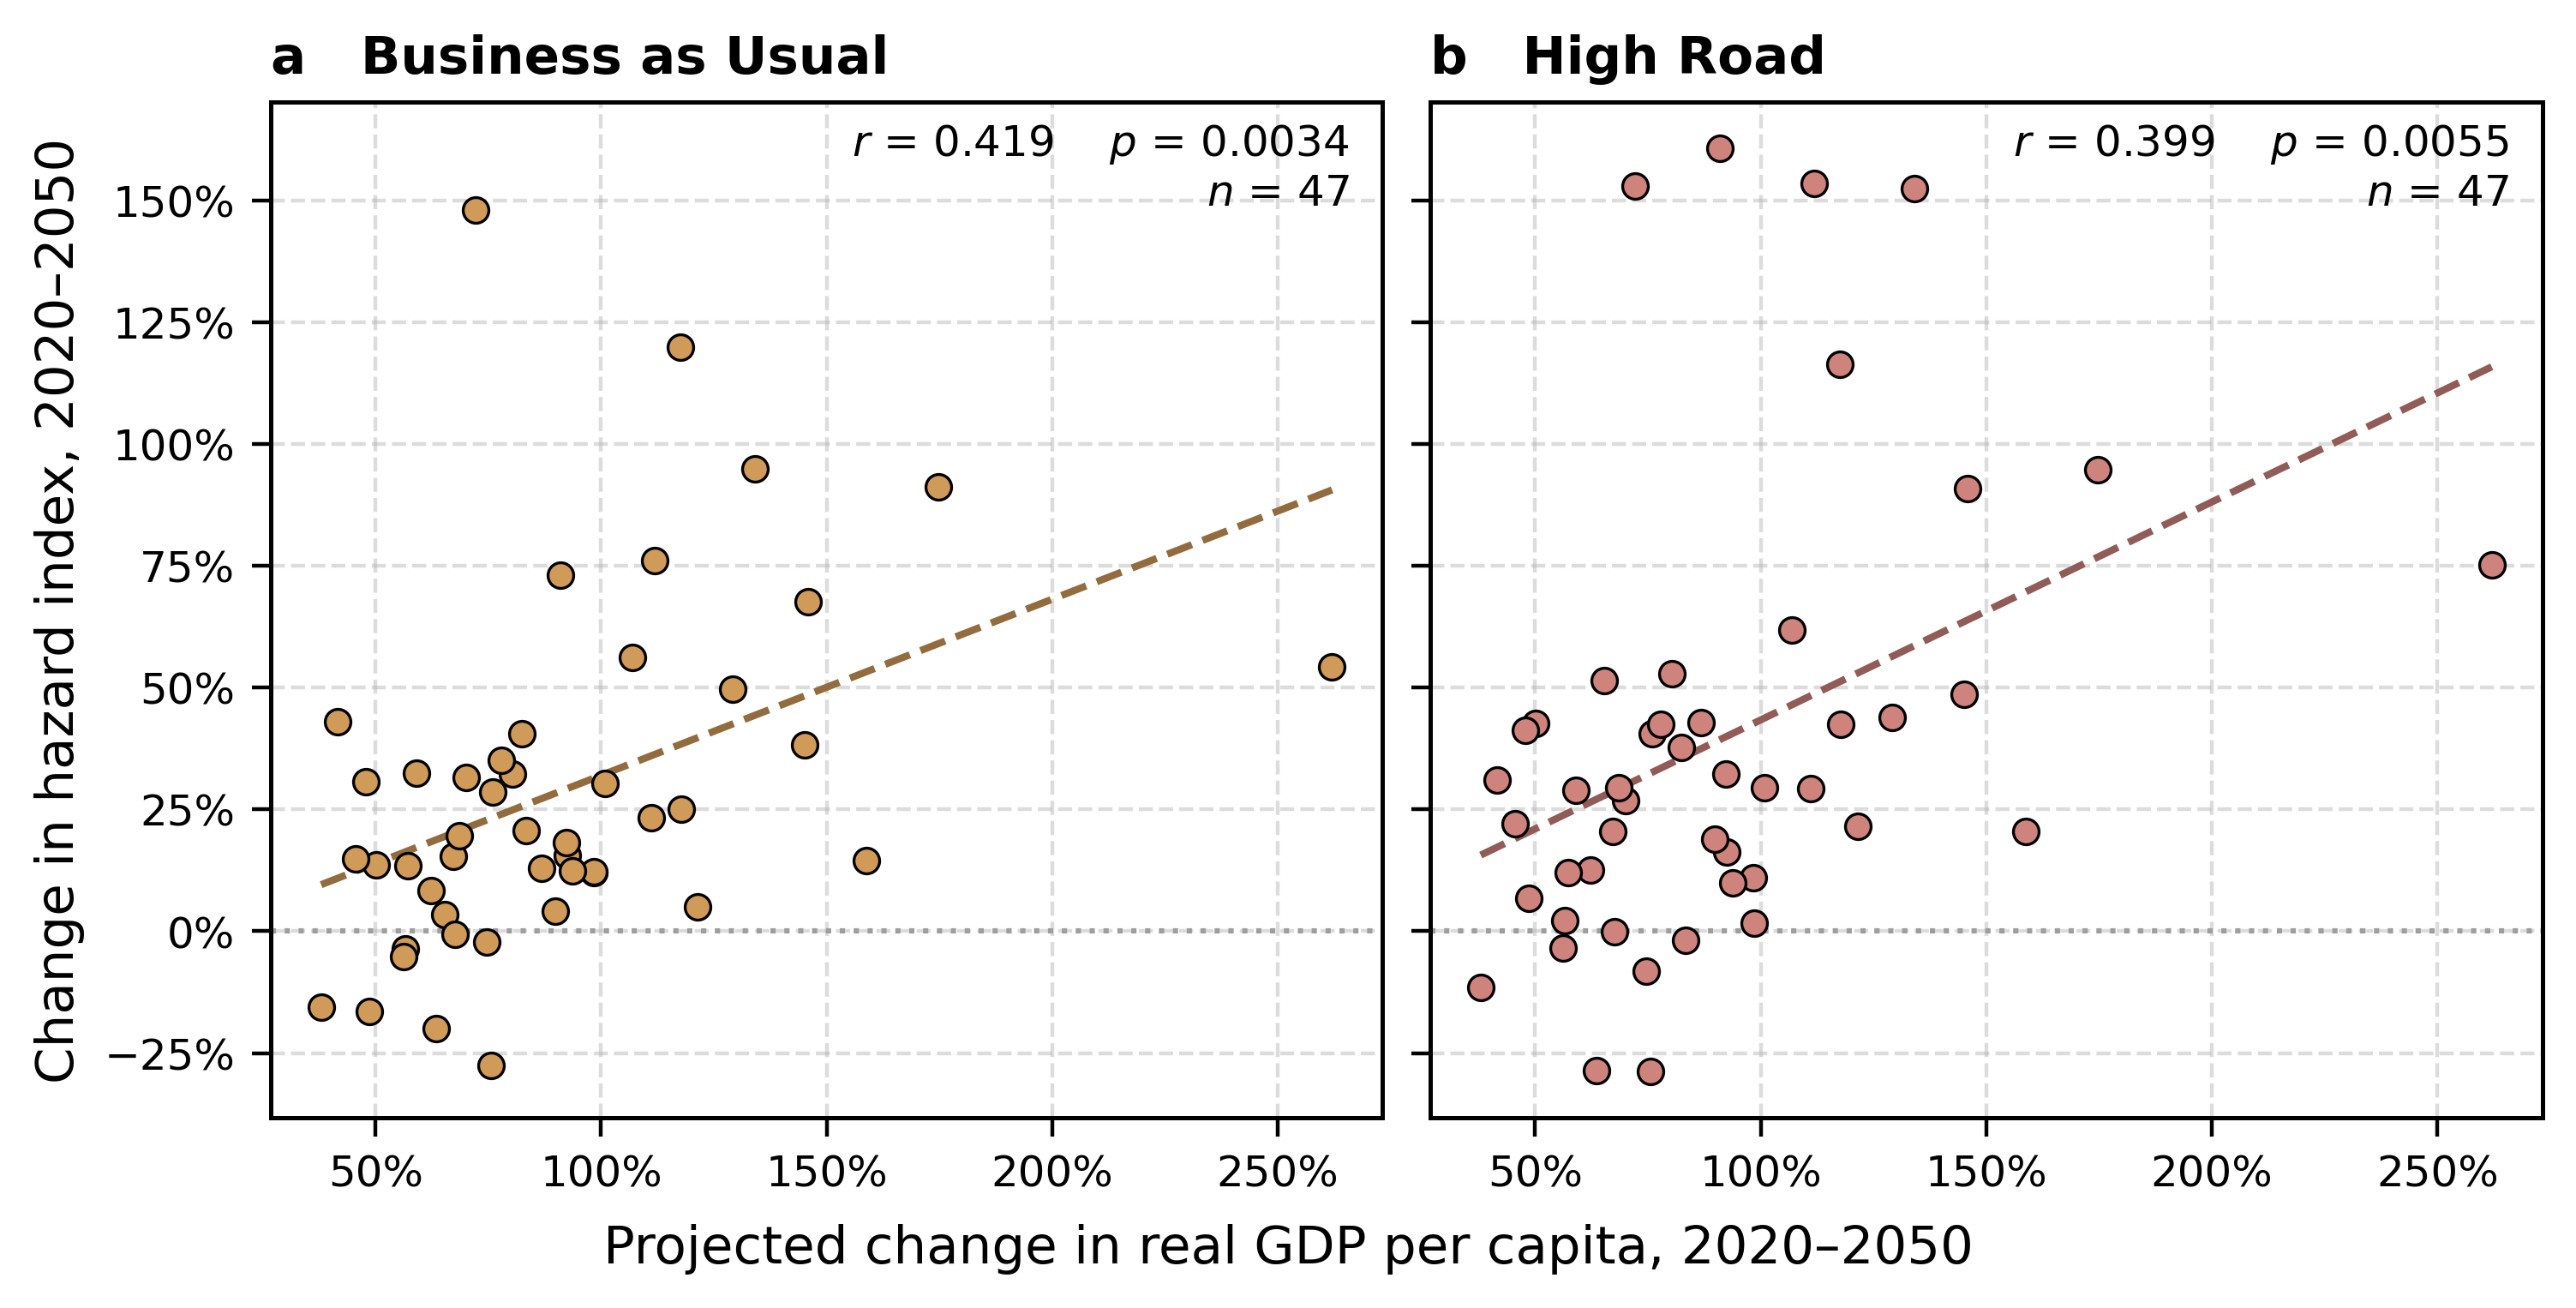 a Business as Usual
b High Road
r = 0.419 p = 0.0034
n = 47
r = 0.399 p = 0.0055
n = 47
Change in hazard index, 2020–2050
150%
125%
100%
75%
50%
25%
0%
−25%
50% 100% 150% 200% 250%
50% 100% 150% 200% 250%
Projected change in real GDP per capita, 2020–2050